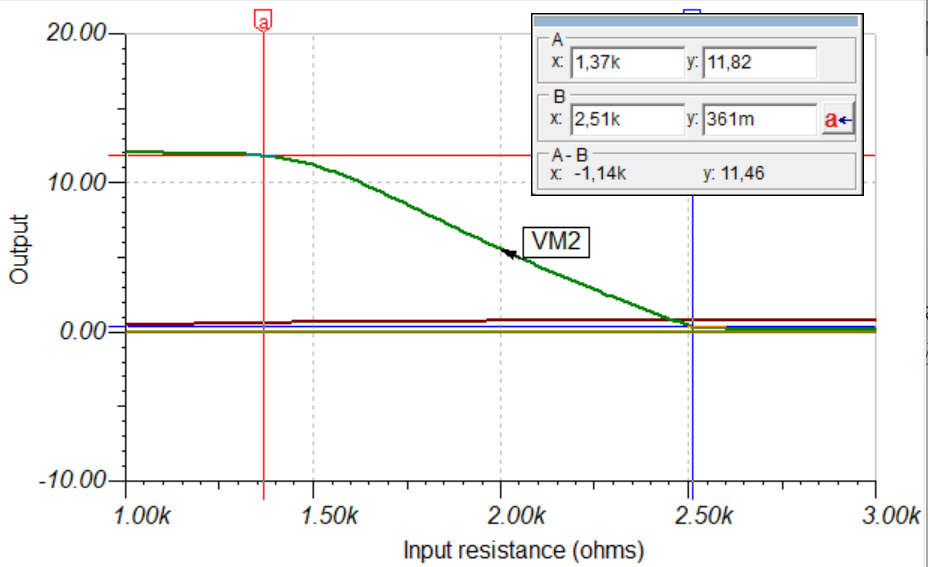 a
20.00
10.00
0.00
-10.00
Output
1.00k 1.50k 2.00k 2.50k 3.00k
Input resistance (ohms)
VM2
A
x: 1,37k y: 11,82
B
x: 2,51k y: 361m a←
A - B
x: -1,14k y: 11,46